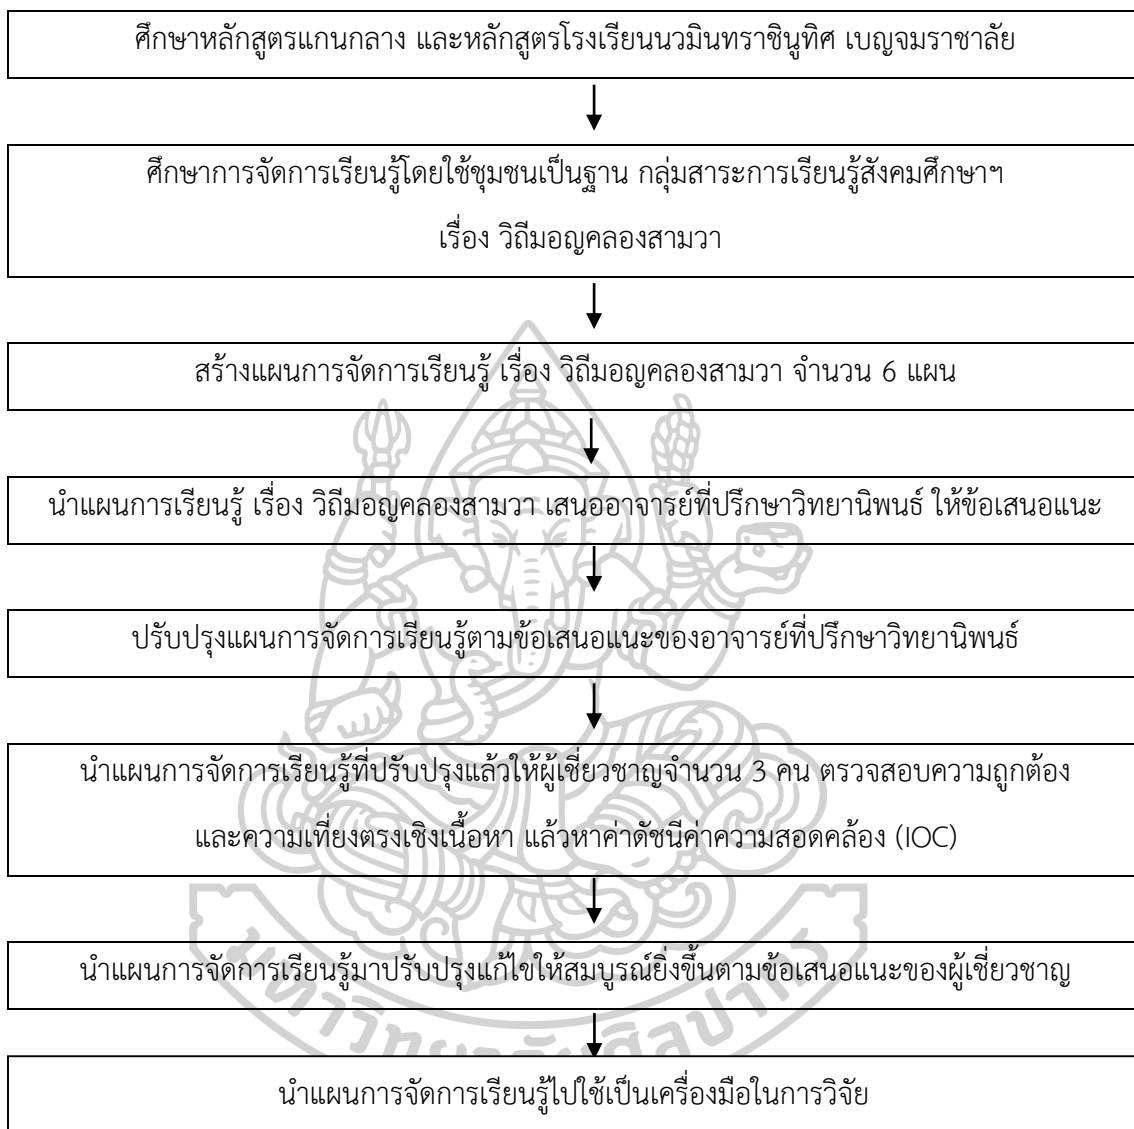 ศึกษาหลักสูตรแกนกลาง และหลักสูตรโรงเรียนนวมินทราชินูทิศ เบญจมราชาลัย
ศึกษาการจัดการเรียนรู้โดยใช้ชุมชนเป็นฐาน กลุ่มสาระการเรียนรู้สังคมศึกษาฯ
เรื่อง วิถีมอญคลองสามวา
สร้างแผนการจัดการเรียนรู้ เรื่อง วิถีมอญคลองสามวา จำนวน 6 แผน
นำแผนการเรียนรู้ เรื่อง วิถีมอญคลองสามวา เสนออาจารย์ที่ปรึกษาวิทยานิพนธ์ ให้ข้อเสนอแนะ
ปรับปรุงแผนการจัดการเรียนรู้ตามข้อเสนอแนะของอาจารย์ที่ปรึกษาวิทยานิพนธ์
นำแผนการจัดการเรียนรู้ที่ปรับปรุงแล้วให้ผู้เชี่ยวชาญจำนวน 3 คน ตรวจสอบความถูกต้อง
และความเที่ยงตรงเชิงเนื้อหา แล้วหาค่าดัชนีค่าความสอดคล้อง (IOC)
นำแผนการจัดการเรียนรู้มาปรับปรุงแก้ไขให้สมบูรณ์ยิ่งขึ้นตามข้อเสนอแนะของผู้เชี่ยวชาญ
มหาวิทยาลัยศิลปากร
นำแผนการจัดการเรียนรู้ไปใช้เป็นเครื่องมือในการวิจัย